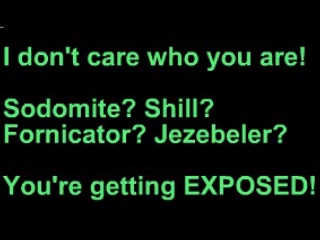 I don't care who you are!
Sodomite? Shill?
Fornicator? Jezebeler?
You're getting EXPOSED!